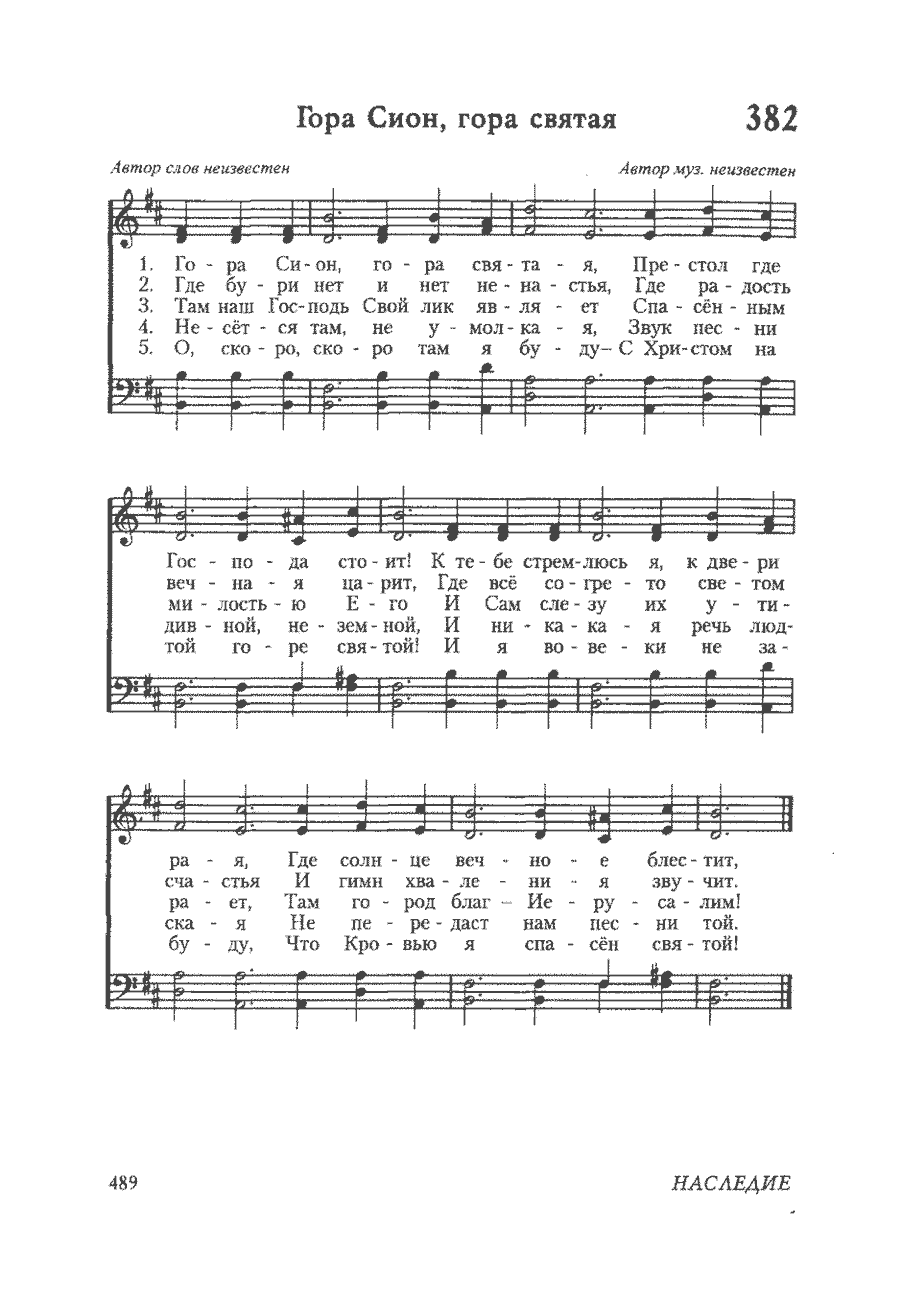 Гора Сион, гора святая 382
Автор слов неизвестен Автор муз. неизвестен
1. Го - ра Си - он, го - ра свя - та - я, Пре - стол где
2. Где бу - ри нет и нет не - на - стья, Где ра - дость
3. Там наш Гос - подь Свой лик яв - ля - ет Спа - сён - ным
4. Не - сёт - ся там, не у - мол - ка - я, Звук пес - ни
5. О, ско - ро, ско - ро там я бу - ду – С Хри - стом на
Гос - по - да сто - ит! К те - бе стрем-люсь я, к две - ри
веч - на - я ца - рит, Где всё со - гре - то све - том
ми - лость - ю Е - го И Сам сле - зу их у - ти -
див - ной, не - зем - ной, И ни - ка - ка - я речь люд-
той го - ре свя - той! И я во - ве - ки не за -
ра - я, Где солн - це веч - но - е блес - тит,
сча - стья И гимн хва - ле - ни - я зву - чит.
ра - ет, Там го - род благ – Ие - ру - са - лим!
ска - я Не пе - ре - даст нам пес - ни той.
бу - ду, Что Кро - вью я спа - сён свя - той!
489 НАСЛЕДИЕ